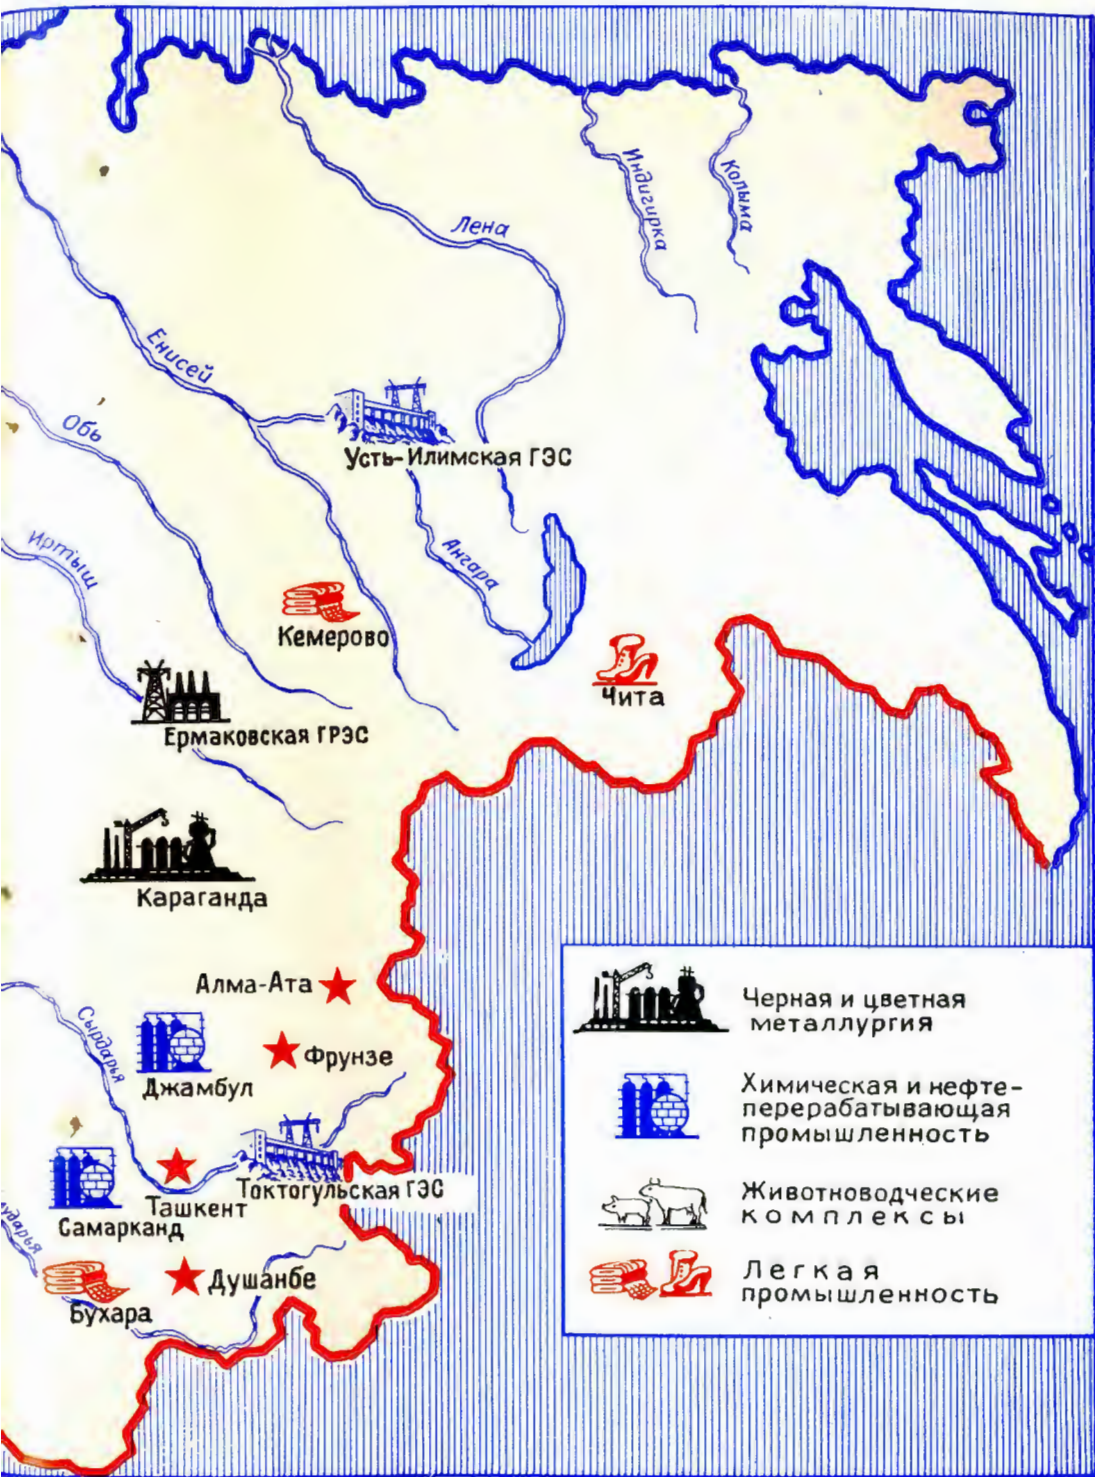 Индигирка
Колыма
Лена
Енисей
Обь
Усть-Илимская ГЭС
Иртыш
Ангара
Кемерово
Чита
Ермаковская ГРЭС
Караганда
Алма-Ата
Сырдарья
Фрунзе
Джамбул
Ташкент
Токтогульская ГЭС
Самарканд
ударья
Душанбе
Бухара
Черная и цветная
металлургия
Химическая и нефте-
перерабатывающая
промышленность
Животноводческие
комплексы
Легкая
промышленность